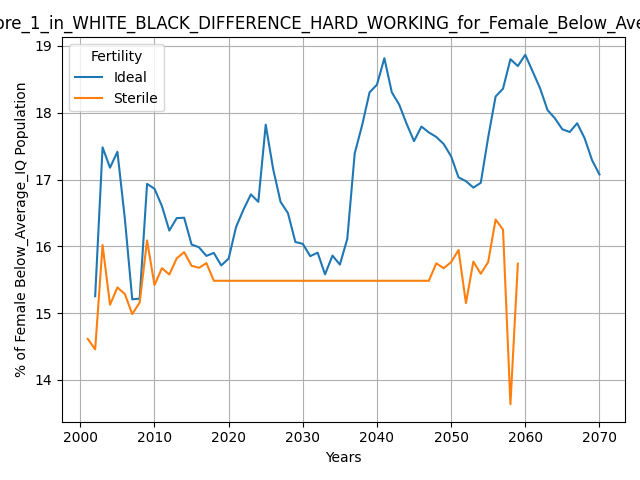 ore_1_in_WHITE_BLACK_DIFFERENCE_HARD_WORKING_for_Female_Below_Ave
Fertility
Ideal
Sterile
% of Female Below_Average_IQ Population
19
18
17
16
15
14
2000 2010 2020 2030 2040 2050 2060 2070
Years